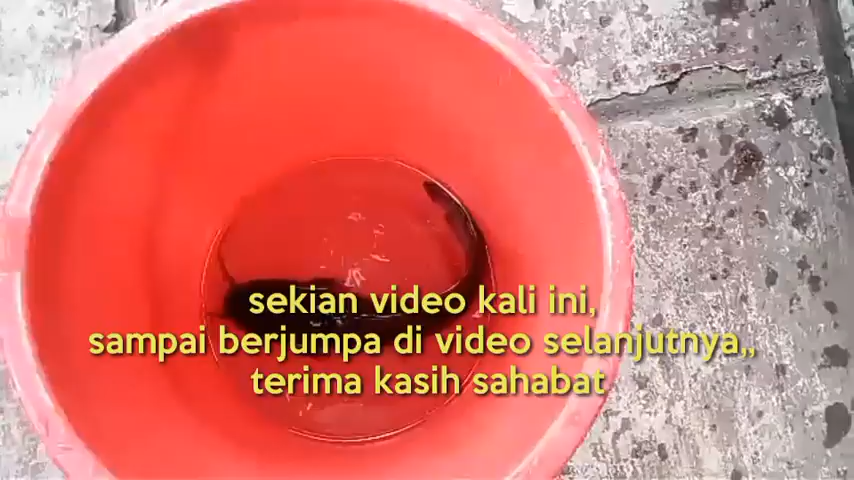 sekian video kali ini,
sampai berjumpa di video selanjutnya,,
terima kasih sahabat